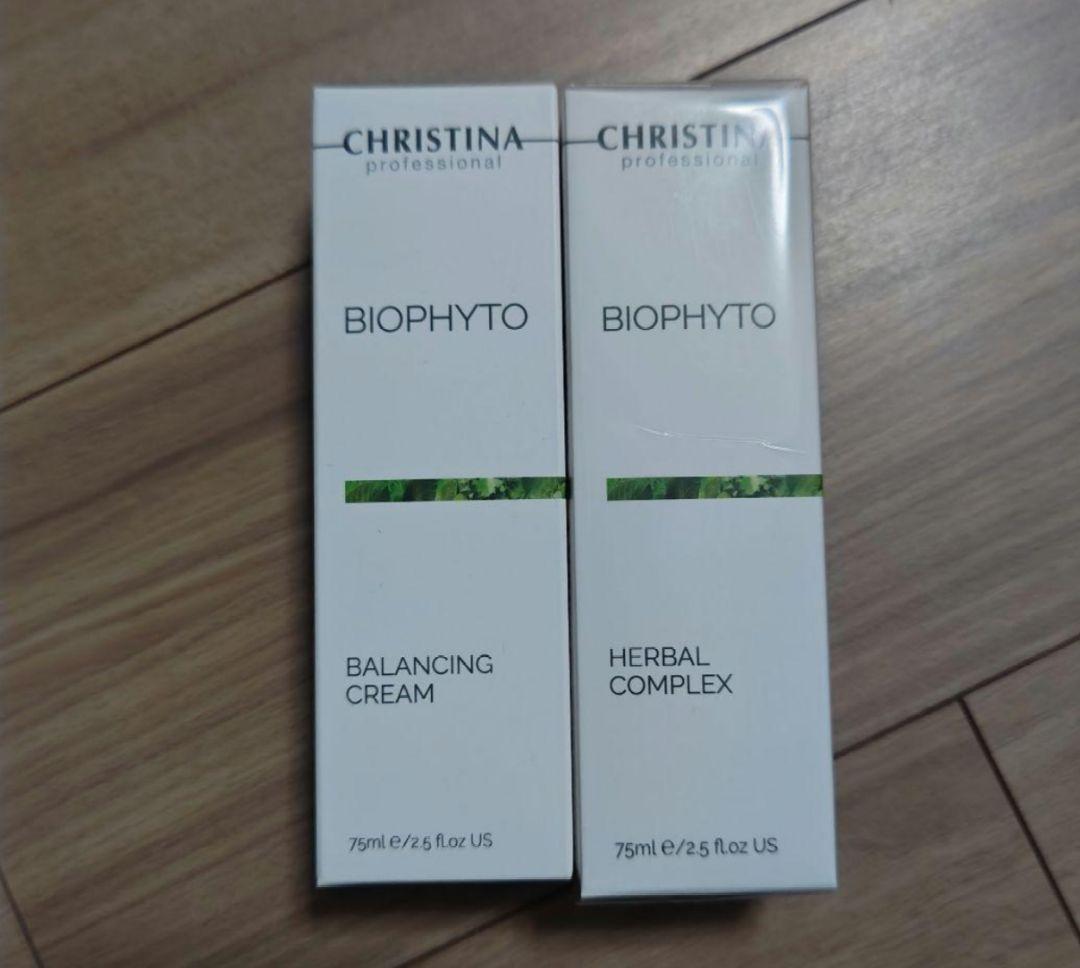 CHRISTINA
professional
BIOPHYTO
BALANCING
CREAM
75ml e/2.5 fl.oz US
CHRISTINA
professional
BIOPHYTO
HERBAL
COMPLEX
75ml e/2.5 fl.oz US